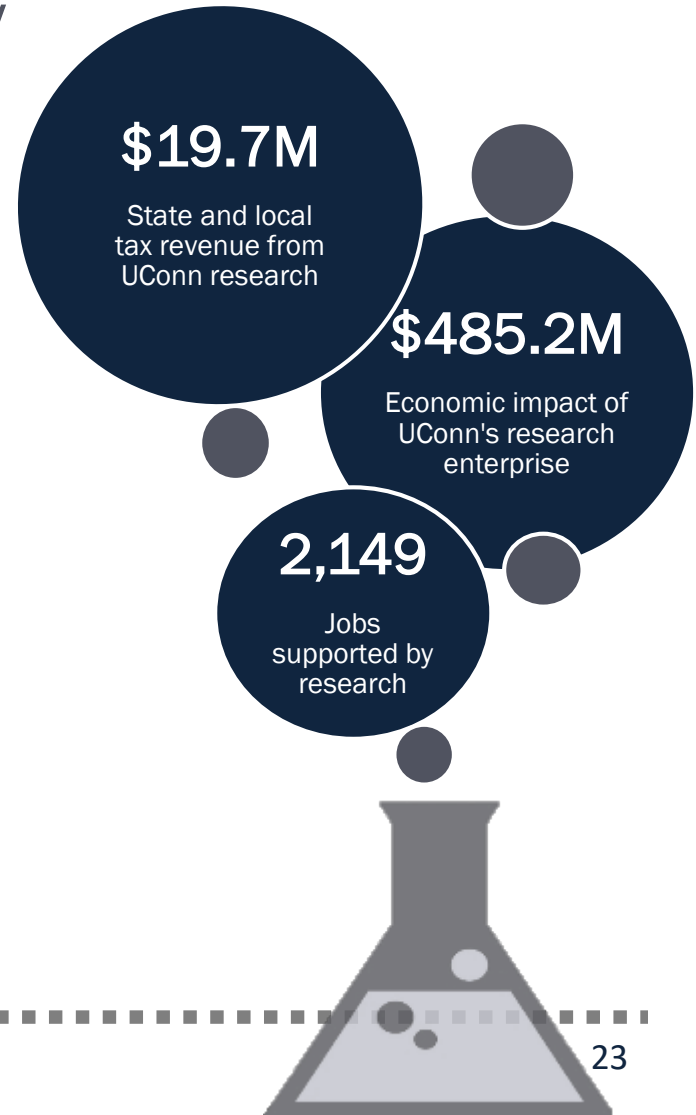 $19.7M
State and local
tax revenue from
UConn research
$485.2M
Economic impact of
UConn's research
enterprise
2,149
Jobs
supported by
research
23